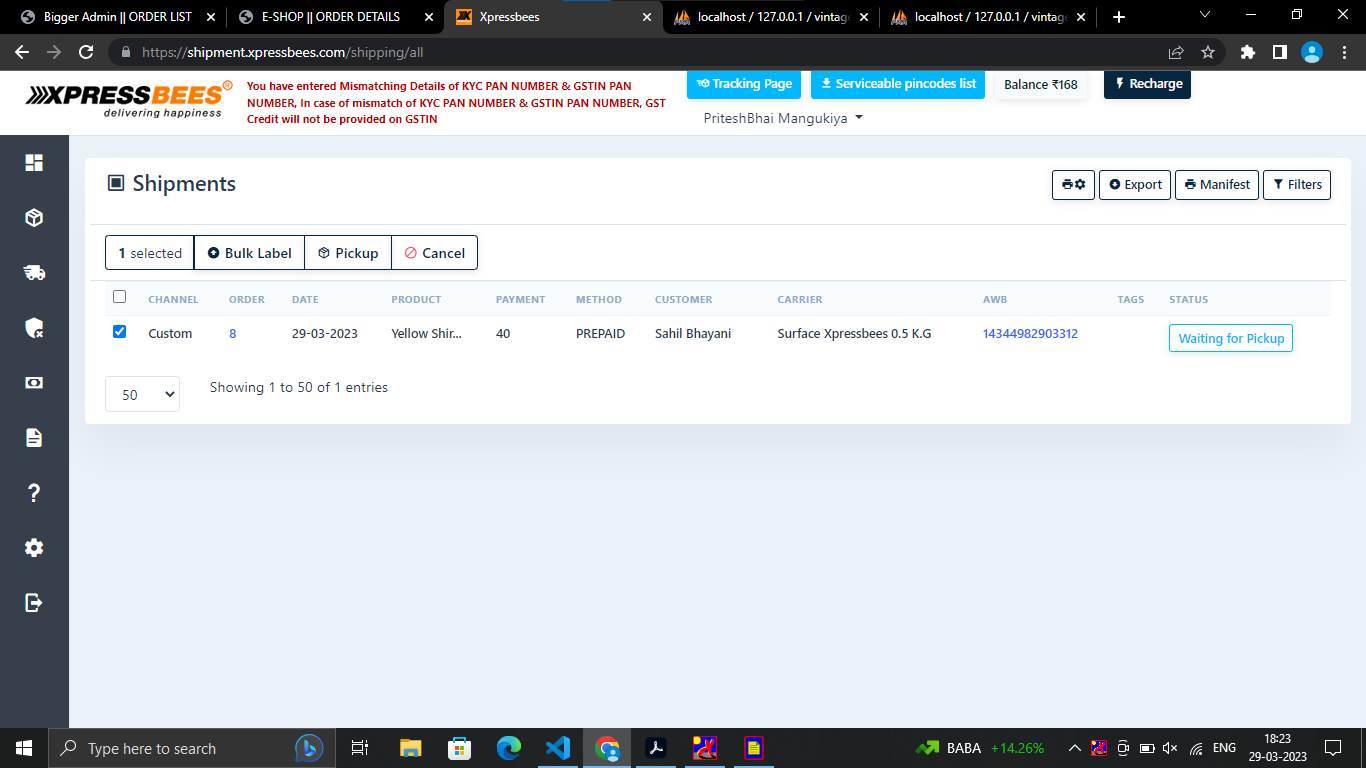 Bigger Admin || ORDER LIST
E-SHOP || ORDER DETAILS
Xpressbees
localhost / 127.0.0.1 / vintage
localhost / 127.0.0.1 / vintage
https://shipment.xpressbees.com/shipping/all
XPRESSBEES®
delivering happiness
You have entered Mismatching Details of KYC PAN NUMBER & GSTIN PAN
NUMBER, In case of mismatch of KYC PAN NUMBER & GSTIN PAN NUMBER, GST
Credit will not be provided on GSTIN
Tracking Page
Serviceable pincodes list
Balance ₹168
Recharge
PriteshBhai Mangukiya
Shipments
Export
Manifest
Filters
1 selected
Bulk Label
Pickup
Cancel
CHANNEL ORDER DATE PRODUCT PAYMENT METHOD CUSTOMER CARRIER AWB TAGS STATUS
Custom 8 29-03-2023 Yellow Shir... 40 PREPAID Sahil Bhayani Surface Xpressbees 0.5 K.G 14344982903312 Waiting for Pickup
50
Showing 1 to 50 of 1 entries
Type here to search
BABA +14.26%
ENG
18:23
29-03-2023